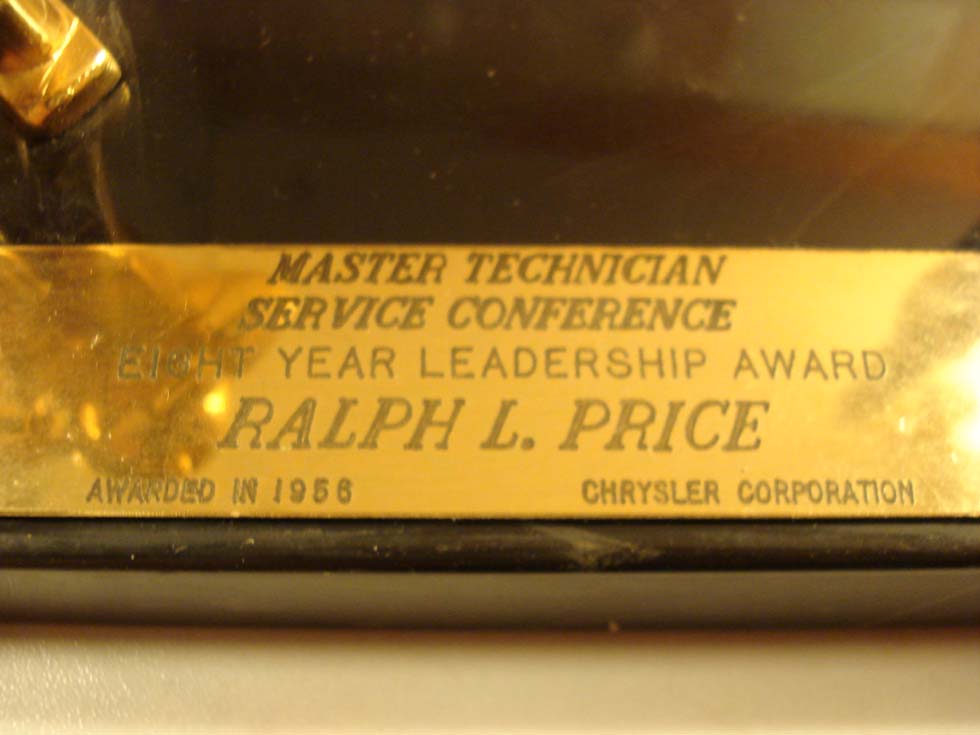 MASTER TECHNICIAN
SERVICE CONFERENCE
EIGHT YEAR LEADERSHIP AWARD
RALPH L. PRICE
AWARDED IN 1956 CHRYSLER CORPORATION